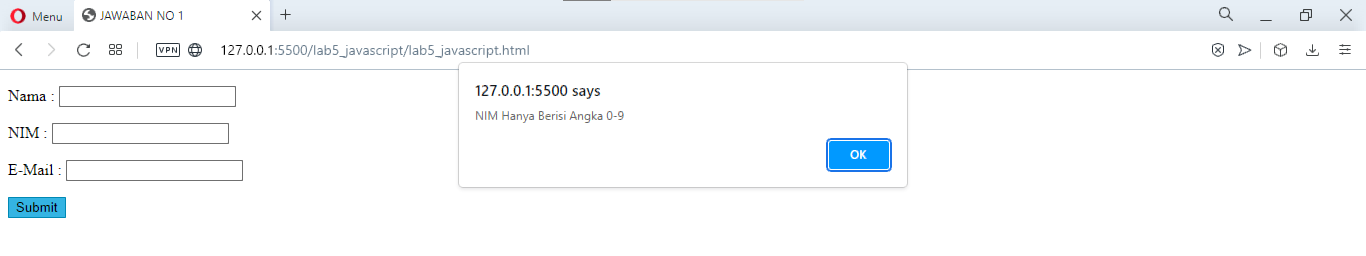 Menu
JAWABAN NO 1
VPN
127.0.0.1:5500/lab5_javascript/lab5_javascript.html
127.0.0.1:5500 says
NIM Hanya Berisi Angka 0-9
OK
Nama :
NIM :
E-Mail :
Submit